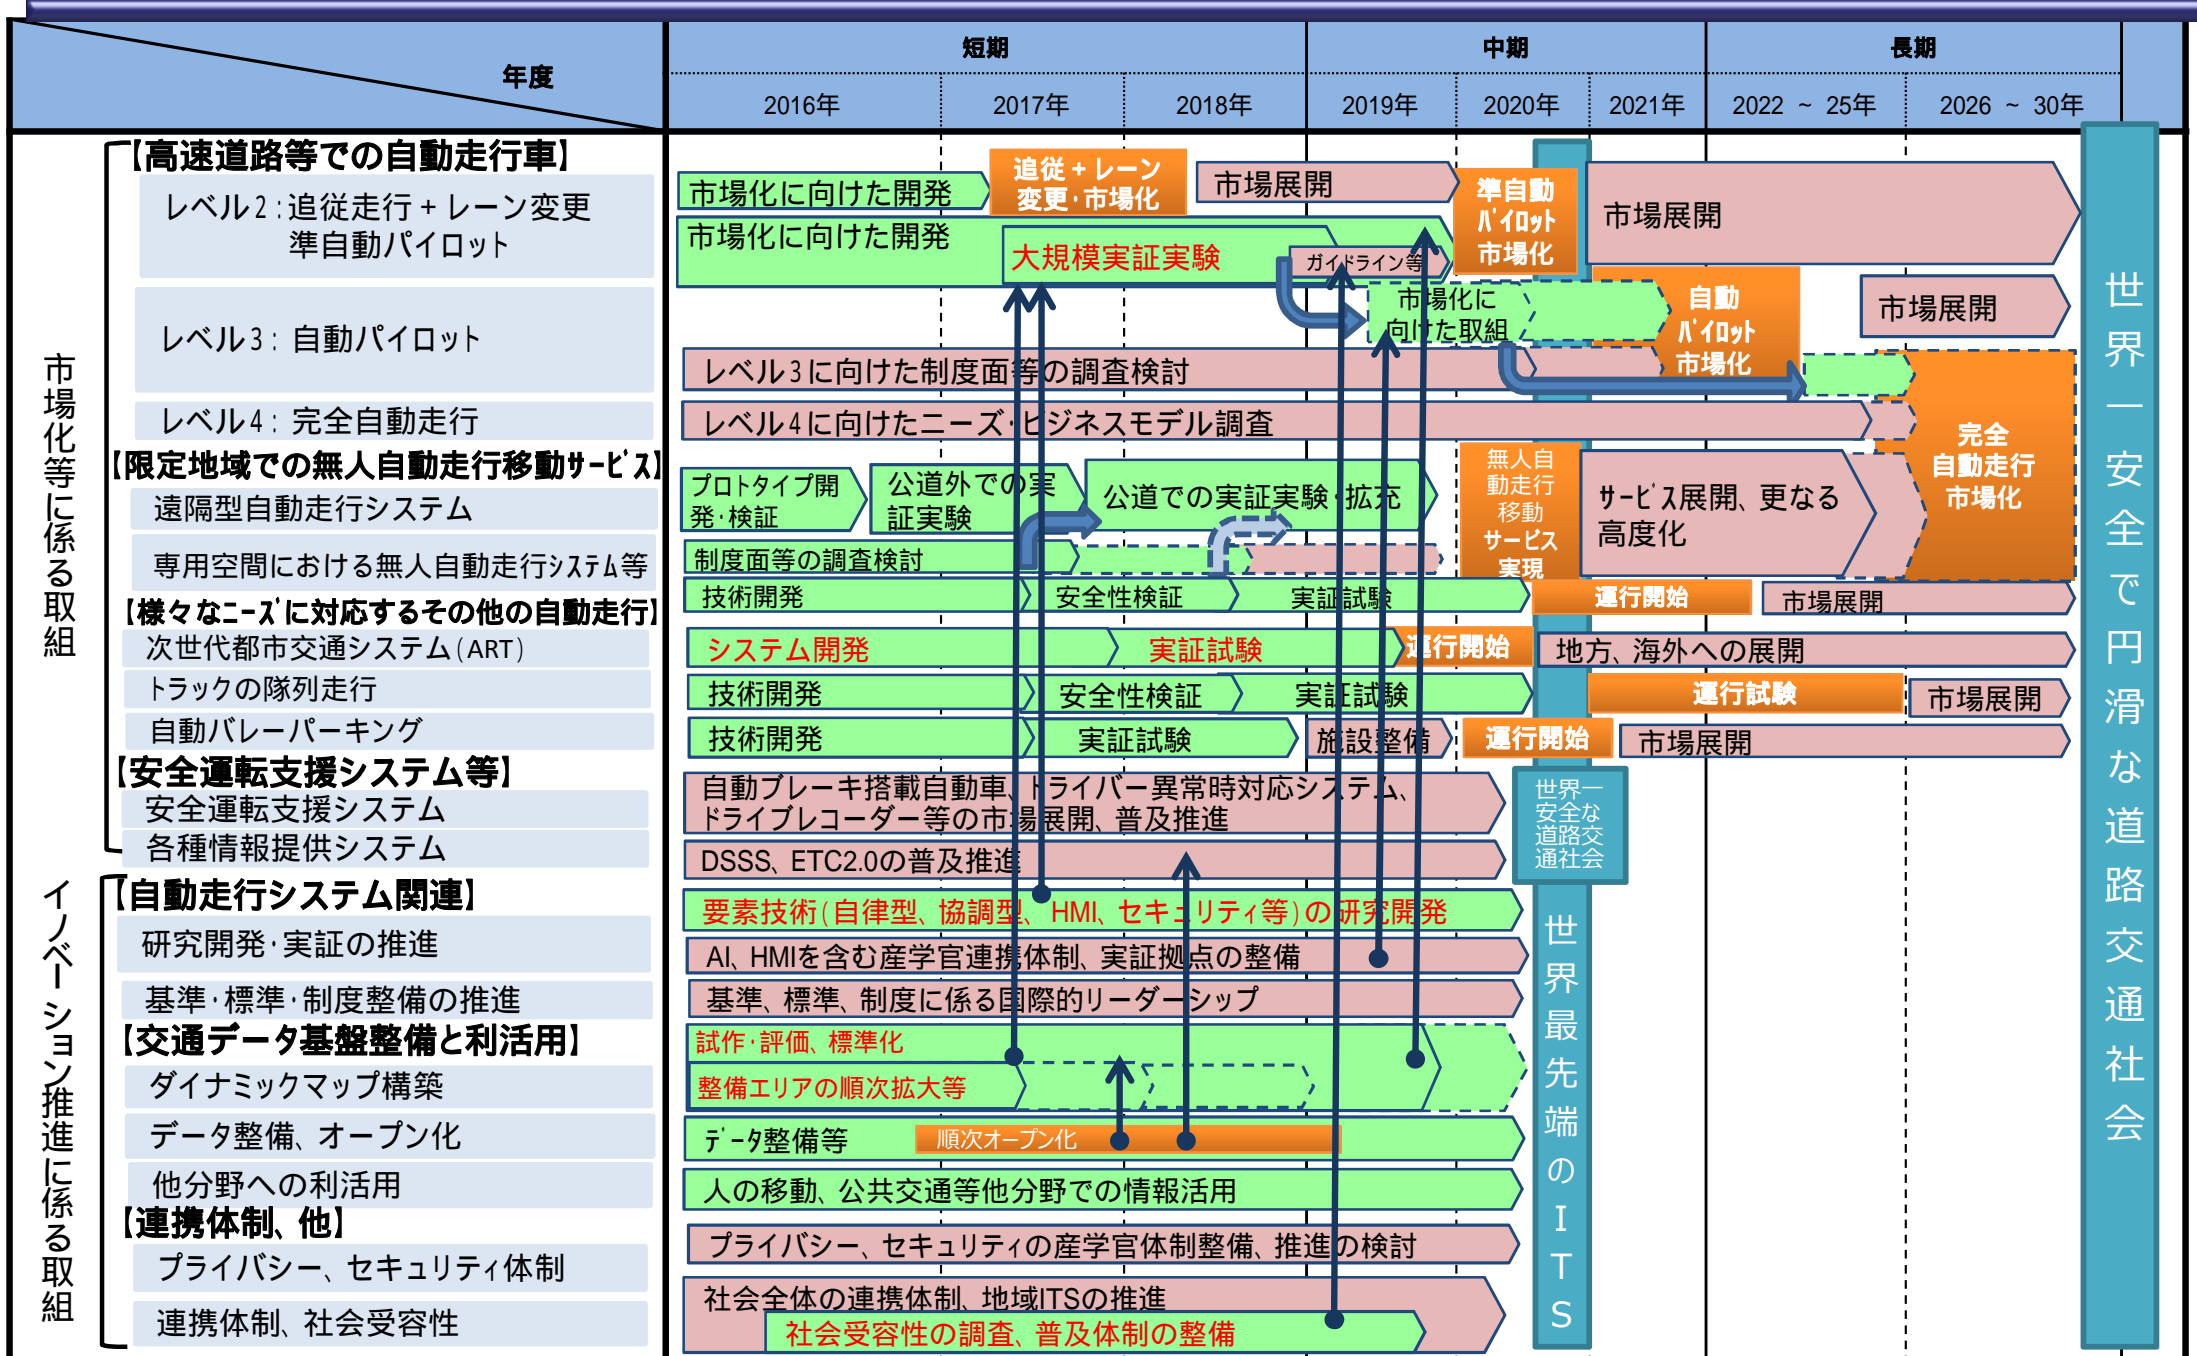 年度
短期
中期
長期
2016年
2017年
2018年
2019年
2020年
2021年
2022 ~ 25年
2026 ~ 30年
市場化等に係る取組
【高速道路等での自動走行車】
レベル2：追従走行＋レーン変更
準自動パイロット
市場化に向けた開発
追従＋レーン
変更・市場化
市場展開
準自動
ﾊﾟｲﾛｯﾄ
市場化
市場展開
市場化に向けた開発
大規模実証実験
ガイドライン等
レベル3：自動パイロット
市場化に
向けた取組
自動
ﾊﾟｲﾛｯﾄ
市場化
市場展開
レベル3に向けた制度面等の調査検討
レベル4：完全自動走行
レベル4に向けたニーズ・ビジネスモデル調査
完全
自動走行
市場化
【限定地域での無人自動走行移動ｻｰﾋﾞｽ】
遠隔型自動走行システム
プロトタイプ開
発・検証
公道外での実
証実験
公道での実証実験・拡充
無人自
動走行
移動
サービス
実現
ｻｰﾋﾞｽ展開、更なる
高度化
専用空間における無人自動走行ｼｽﾃﾑ等
制度面等の調査検討
技術開発
安全性検証
実証試験
運行開始
市場展開
【様々なﾆｰｽﾞに対応するその他の自動走行】
次世代都市交通システム(ART)
システム開発
実証試験
運行開始
地方、海外への展開
トラックの隊列走行
技術開発
安全性検証
実証試験
運行試験
市場展開
自動バレーパーキング
技術開発
実証試験
施設整備
運行開始
市場展開
【安全運転支援システム等】
安全運転支援システム
自動ブレーキ搭載自動車、ドライバー異常時対応システム、
ドライブレコーダー等の市場展開、普及推進
世界一
安全な
道路交
通社会
各種情報提供システム
DSSS、ETC2.0の普及推進
イノベーション推進に係る取組
【自動走行システム関連】
要素技術(自律型、協調型、HMI、セキュリティ等)の研究開発
研究開発・実証の推進
AI、HMIを含む産学官連携体制、実証拠点の整備
基準・標準・制度整備の推進
基準、標準、制度に係る国際的リーダーシップ
【交通データ基盤整備と利活用】
試作・評価、標準化
ダイナミックマップ構築
整備エリアの順次拡大等
データ整備、オープン化
ﾃﾞｰﾀ整備等
順次オープン化
他分野への利活用
人の移動、公共交通等他分野での情報活用
【連携体制、他】
プライバシー、セキュリティ体制
プライバシー、セキュリティの産学官体制整備、推進の検討
連携体制、社会受容性
社会全体の連携体制、地域ITSの推進
社会受容性の調査、普及体制の整備
世界最先端のITS
世界一安全で円滑な道路交通社会